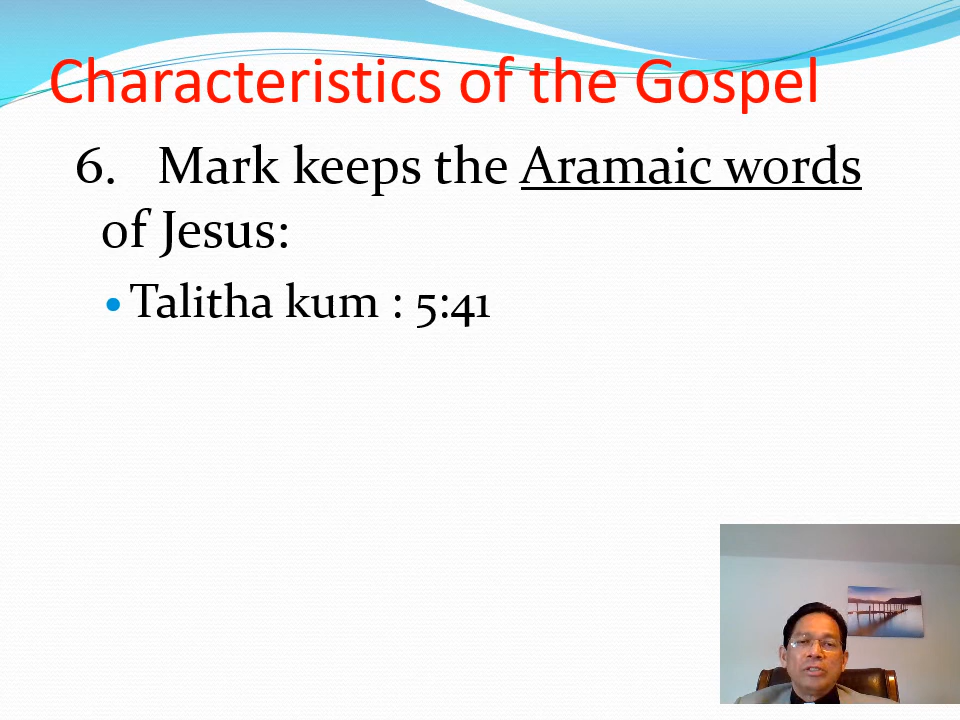 Characteristics of the Gospel
6. Mark keeps the Aramaic words
of Jesus:
• Talitha kum : 5:41